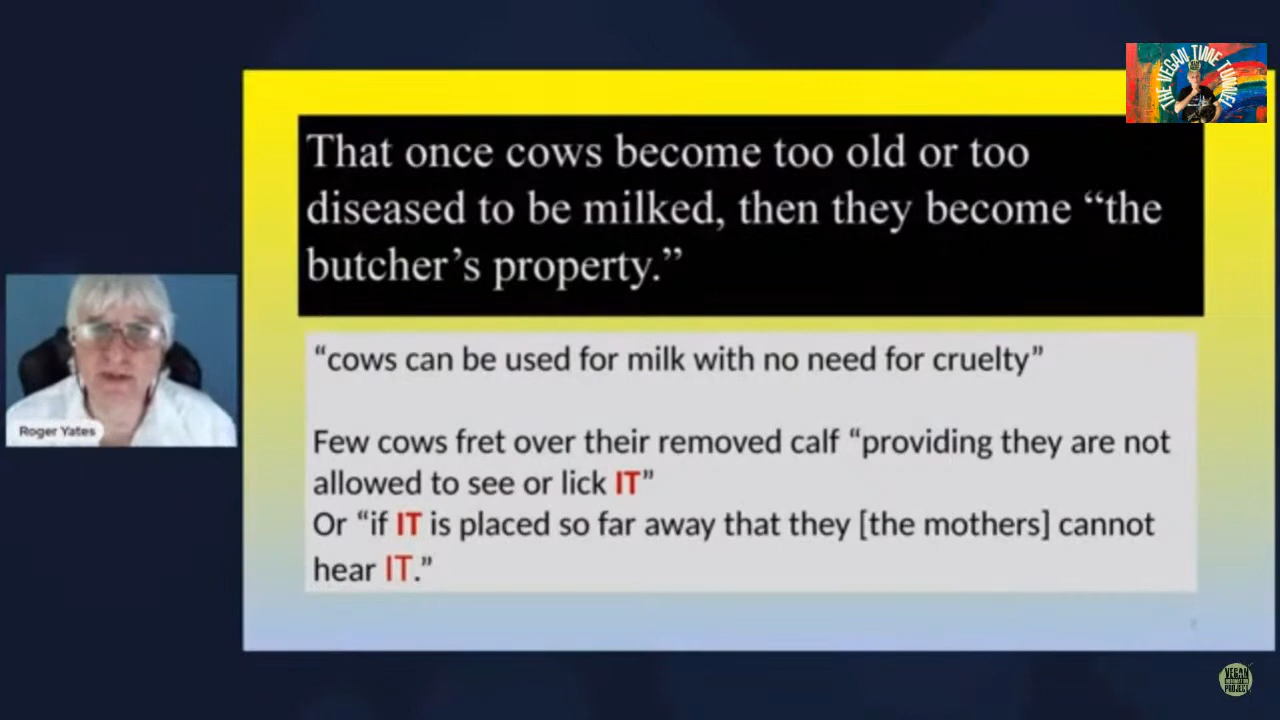 THE VEGAN TIME TUNNEL
That once cows become too old or too
diseased to be milked, then they become “the
butcher’s property.”
“cows can be used for milk with no need for cruelty”
Few cows fret over their removed calf “providing they are not
allowed to see or lick IT”
Or “if IT is placed so far away that they [the mothers] cannot
hear IT.”
Roger Yates
VEGAN
INFORMATION
PROJECT